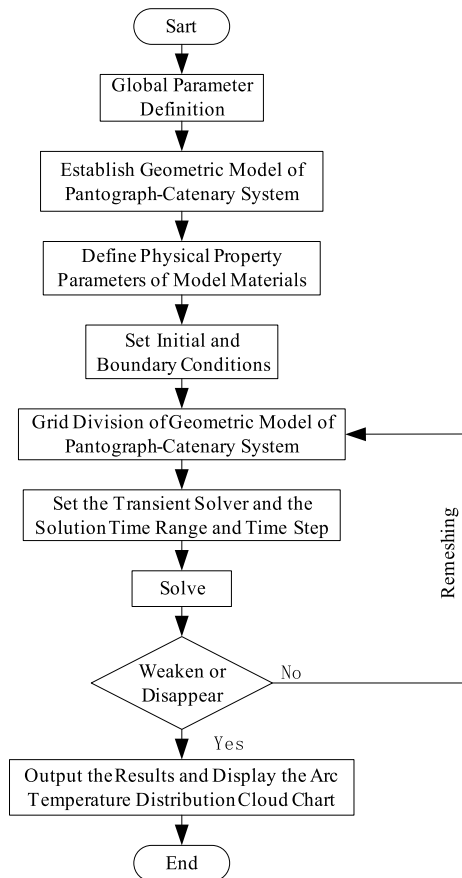 Sart
Global Parameter
Definition
Establish Geometric Model of
Pantograph-Catenary System
Define Physical Property
Parameters of Model Materials
Set Initial and
Boundary Conditions
Grid Division of Geometric Model of
Pantograph-Catenary System
Set the Transient Solver and the
Solution Time Range and Time Step
Remeshing
Solve
Weaken or
Disappear
No
Yes
Output the Results and Display the Arc
Temperature Distribution Cloud Chart
End